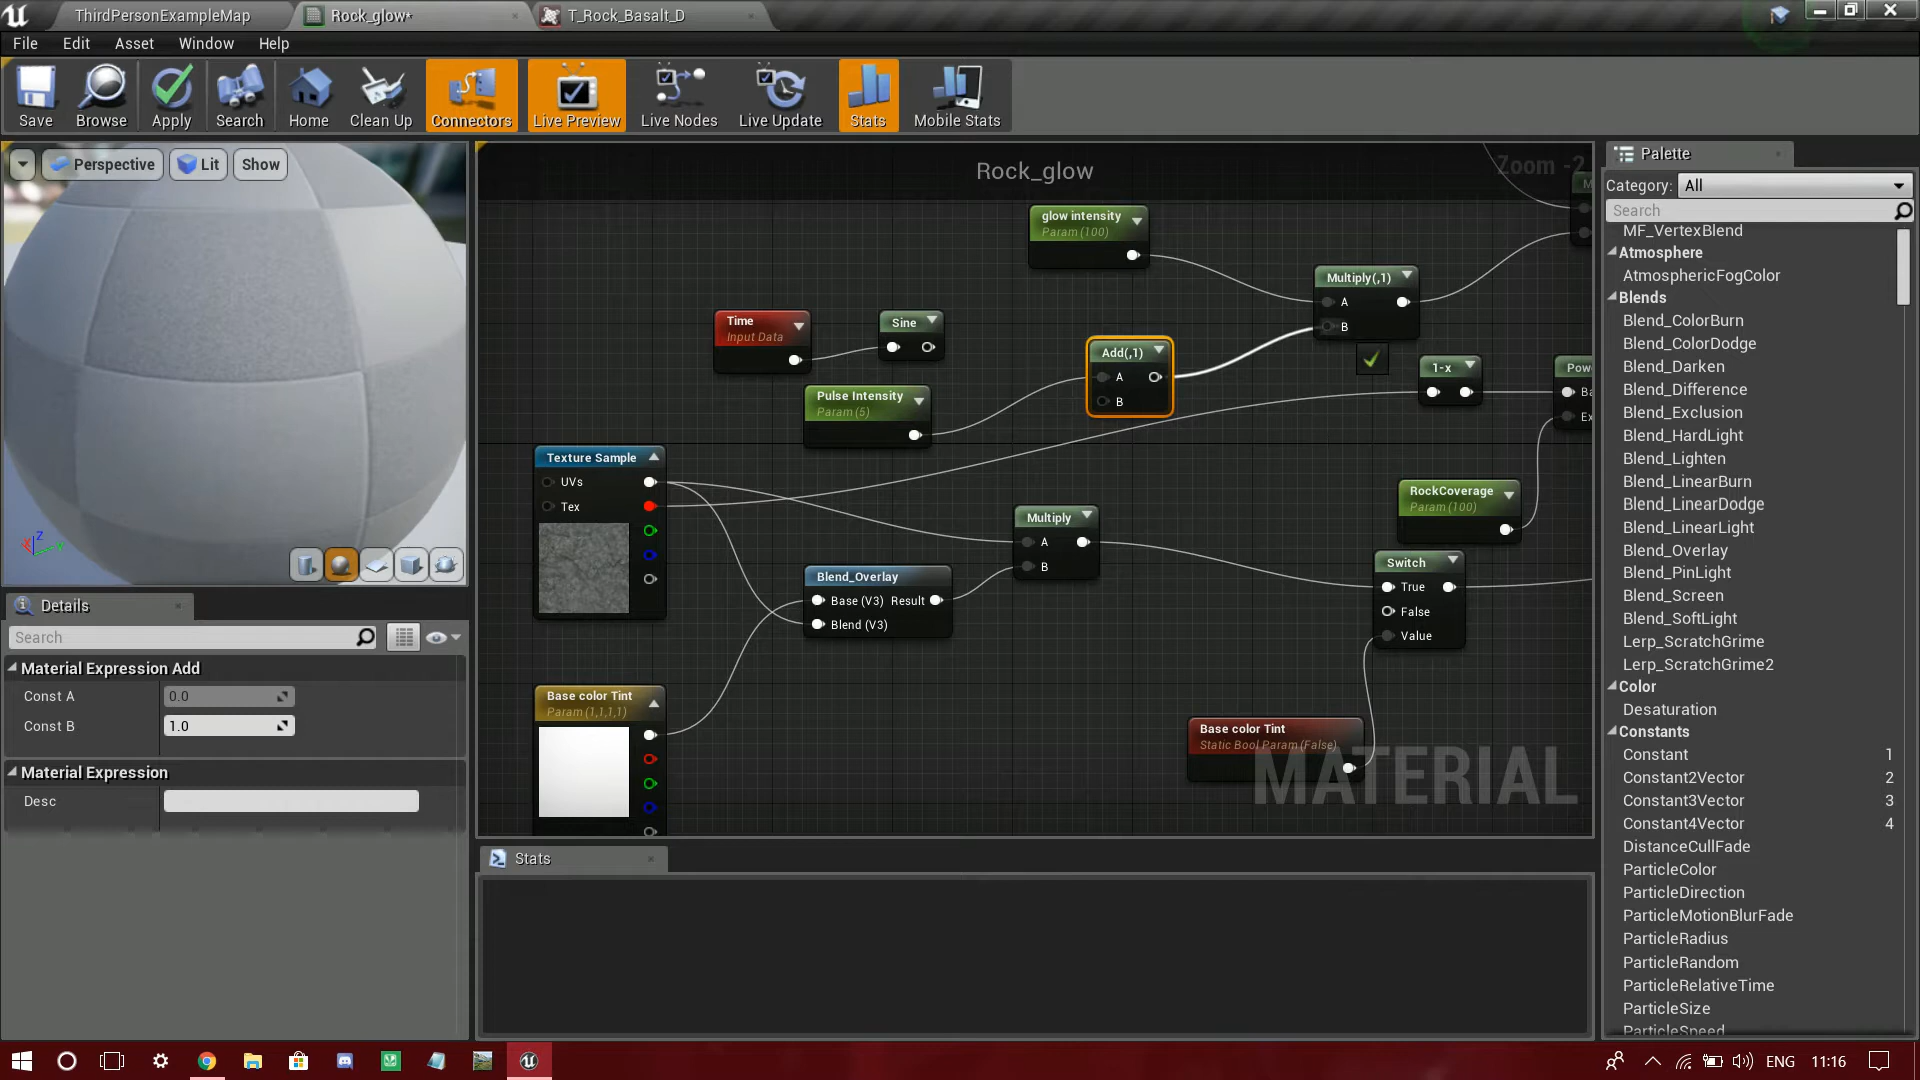 ThirdPersonExampleMap
Rock_glow*
T_Rock_Basalt_D
File
Edit
Asset
Window
Help
Save
Browse
Apply
Search
Home
Clean Up
Connectors
Live Preview
Live Nodes
Live Update
Stats
Mobile Stats
Perspective
Lit
Show
Rock_glow
Zoom -2
Palette
Category:
All
Search
MF_VertexBlend
Atmosphere
AtmosphericFogColor
Blends
Blend_ColorBurn
Blend_ColorDodge
Blend_Darken
Blend_Difference
Blend_Exclusion
Blend_HardLight
Blend_Lighten
Blend_LinearBurn
Blend_LinearDodge
Blend_LinearLight
Blend_Overlay
Blend_PinLight
Blend_Screen
Blend_SoftLight
Lerp_ScratchGrime
Lerp_ScratchGrime2
Color
Desaturation
Constants
Constant 1
Constant2Vector 2
Constant3Vector 3
Constant4Vector 4
DistanceCullFade
ParticleColor
ParticleDirection
ParticleMotionBlurFade
ParticleRadius
ParticleRandom
ParticleRelativeTime
ParticleSize
ParticleSpeed
glow intensity
Param (100)
Multiply(,1)
A
B
Time
Input Data
Sine
Add(,1)
A
B
1-x
Pow
Ba
Ex
Pulse Intensity
Param (5)
Texture Sample
UVs
Tex
Multiply
A
B
RockCoverage
Param (100)
Switch
True
False
Value
Blend_Overlay
Base (V3) Result
Blend (V3)
Base color Tint
Param (1,1,1,1)
Base color Tint
Static Bool Param (False)
MATERIAL
Z
X
Y
Details
Search
Material Expression Add
Const A
0.0
Const B
1.0
Material Expression
Desc
Stats
ENG
11:16